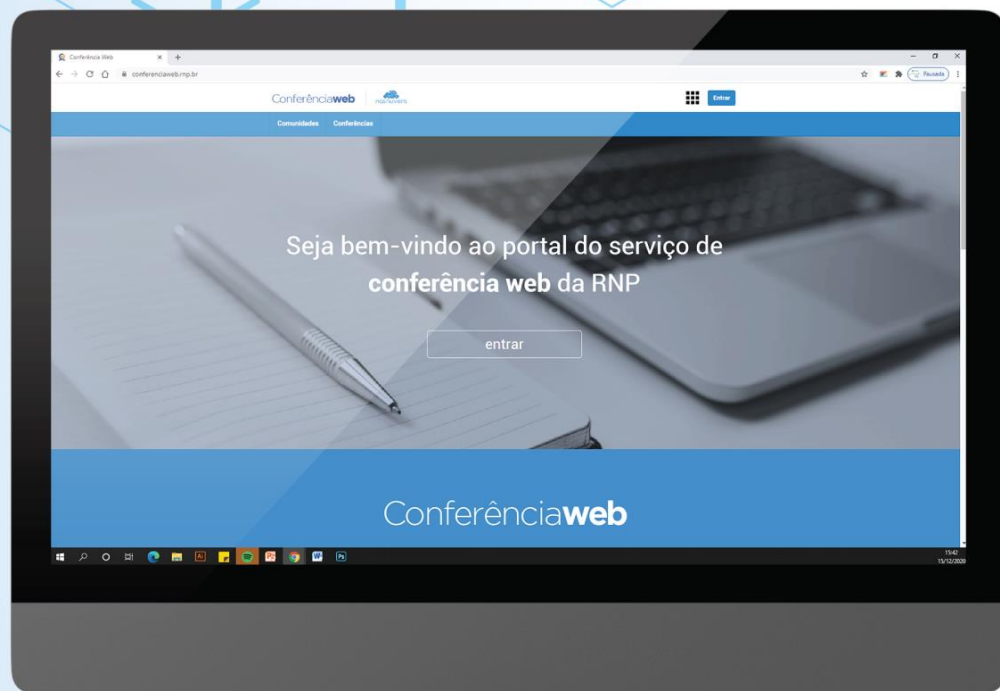 Conferência Web
conferenciaweb.rnp.br
Pausada
Conferênciaweb
Entrar
Comunidades Conferências
Seja bem-vindo ao portal do serviço de
conferência web da RNP
entrar
Conferênciaweb
15:42
15/12/2020